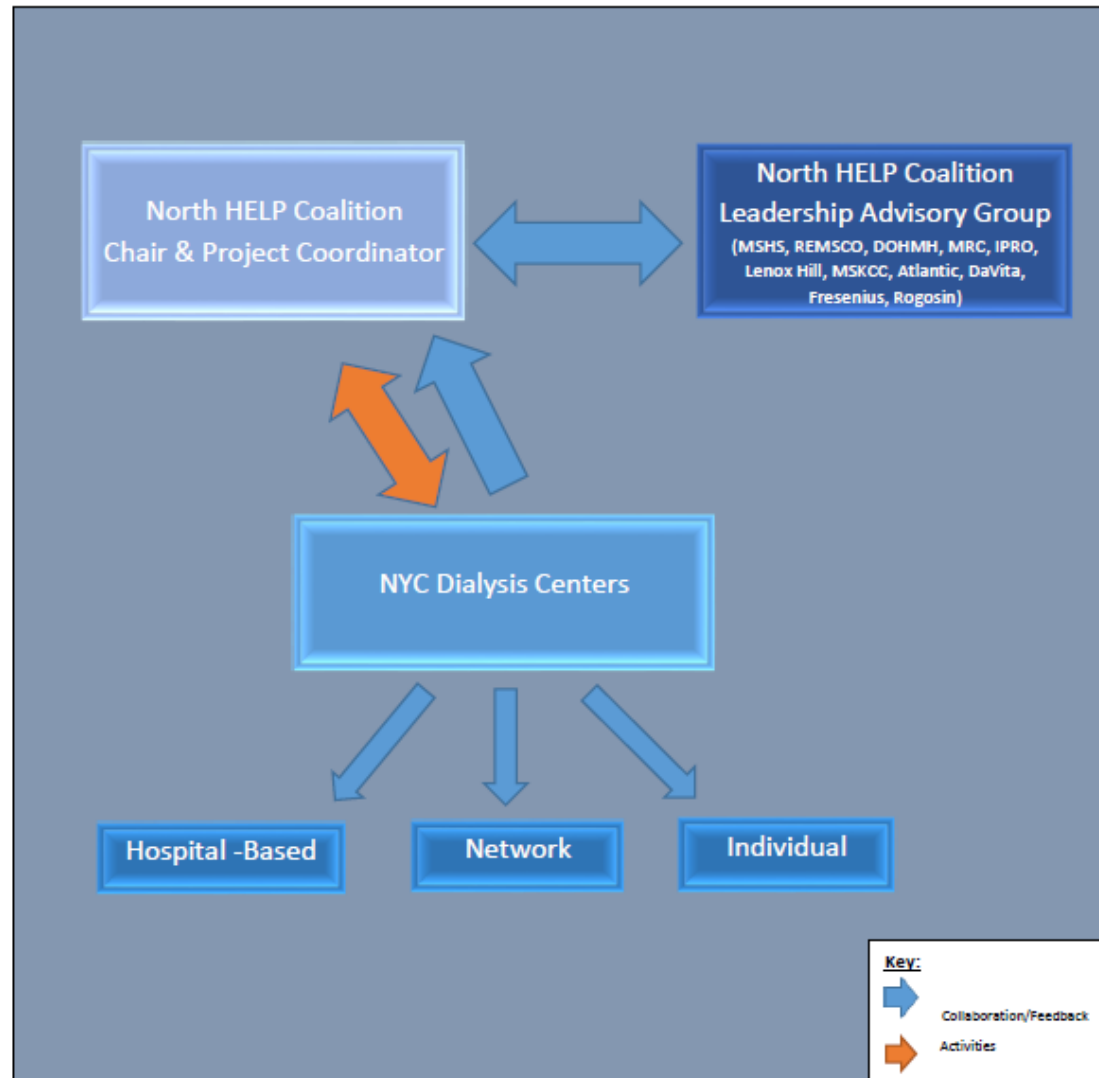 North HELP Coalition
Chair & Project Coordinator
North HELP Coalition
Leadership Advisory Group
(MSHS, REMSCO, DOHMH, MRC, IPRO,
Lenox Hill, MSKCC, Atlantic, DaVita,
Fresenius, Rogosin)
NYC Dialysis Centers
Hospital -Based
Network
Individual
Key:
Collaboration/Feedback
Activities